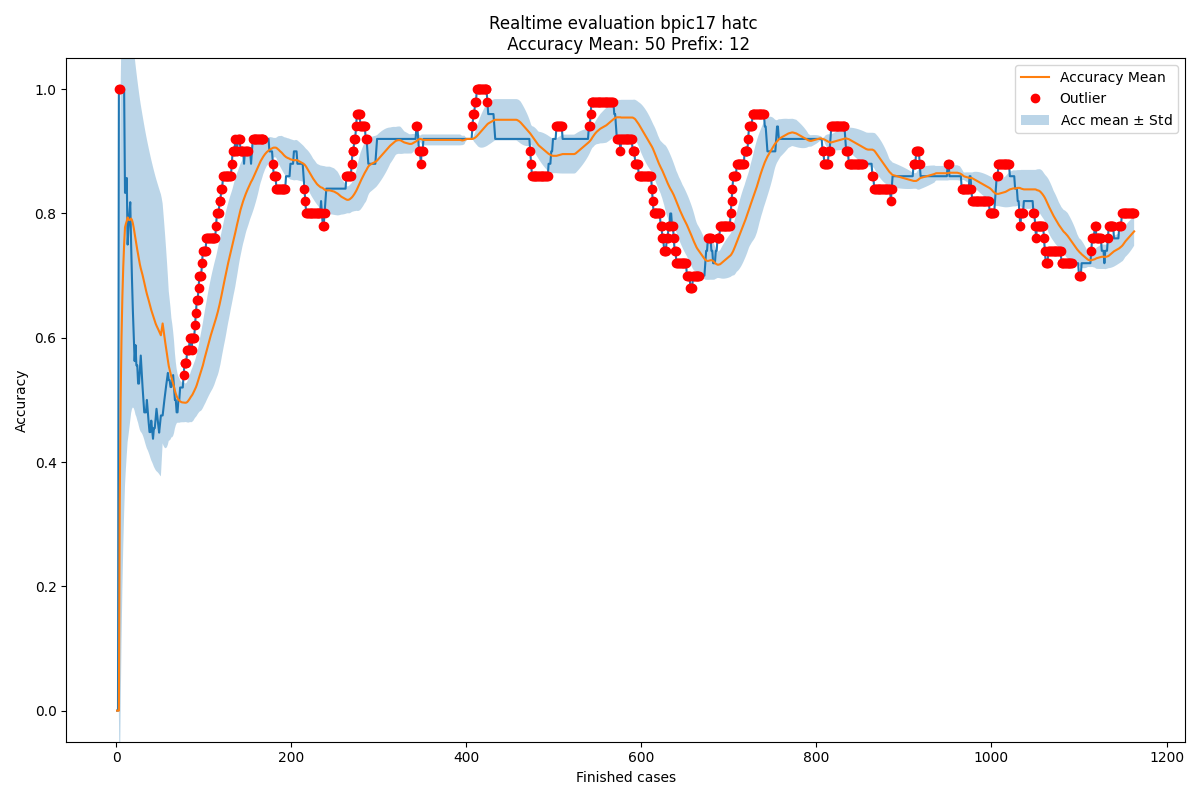 Realtime evaluation bpic17 hatc
Accuracy Mean: 50 Prefix: 12
Accuracy Mean
Outlier
Acc mean ± Std
1.0
0.8
0.6
0.4
0.2
0.0
Accuracy
0 200 400 600 800 1000 1200
Finished cases